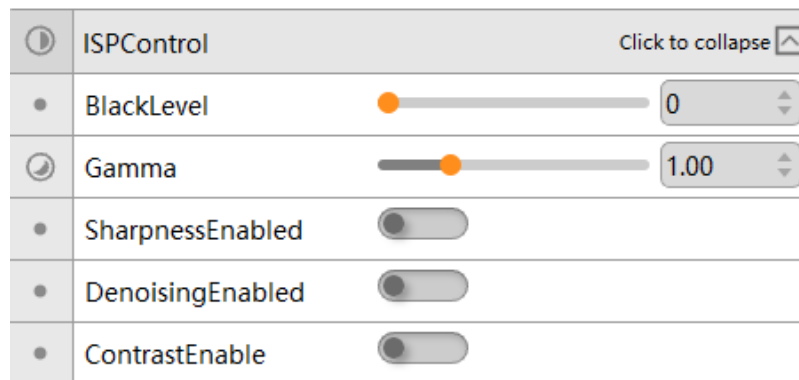 ISPControl Click to collapse
BlackLevel 0
Gamma 1.00
SharpnessEnabled
DenoisingEnabled
ContrastEnable